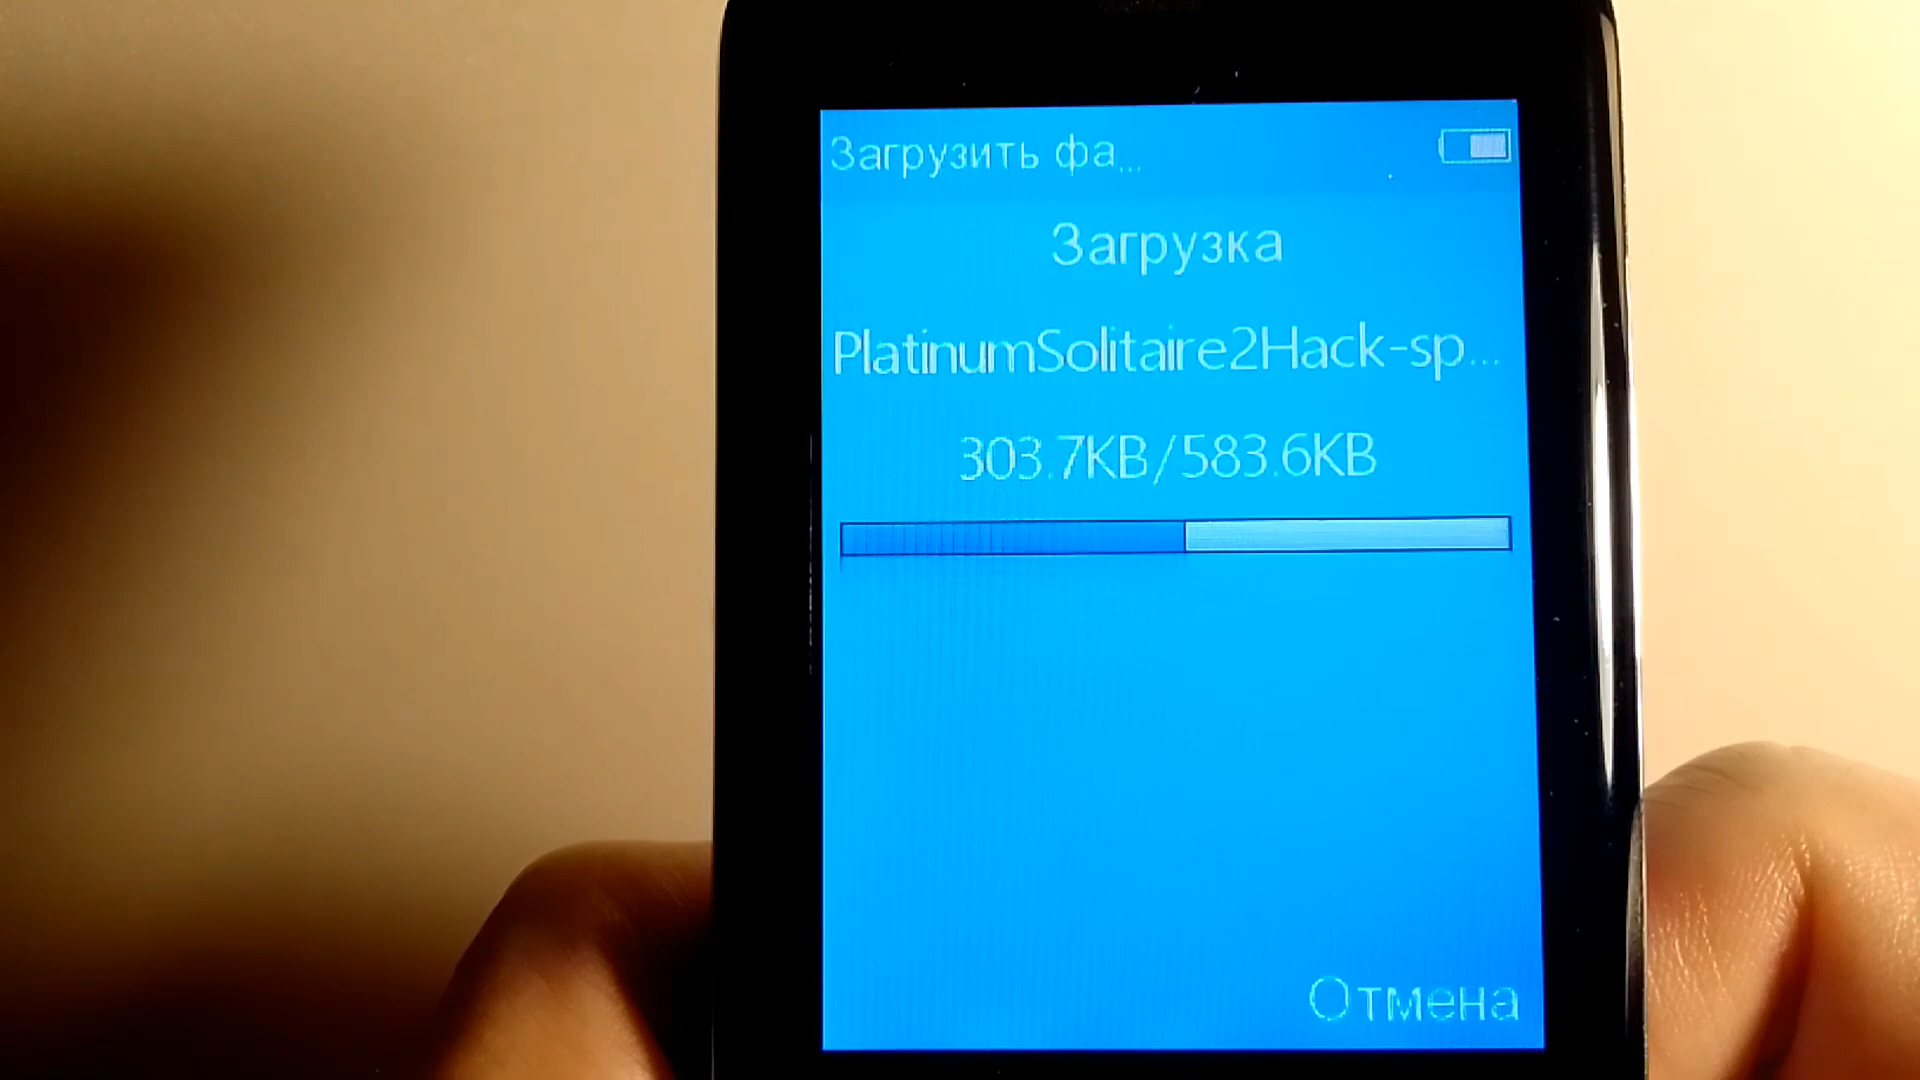 Загрузить фа...
Загрузка
PlatinumSolitaire2Hack-sp...
303.7KB/583.6KB
Отмена